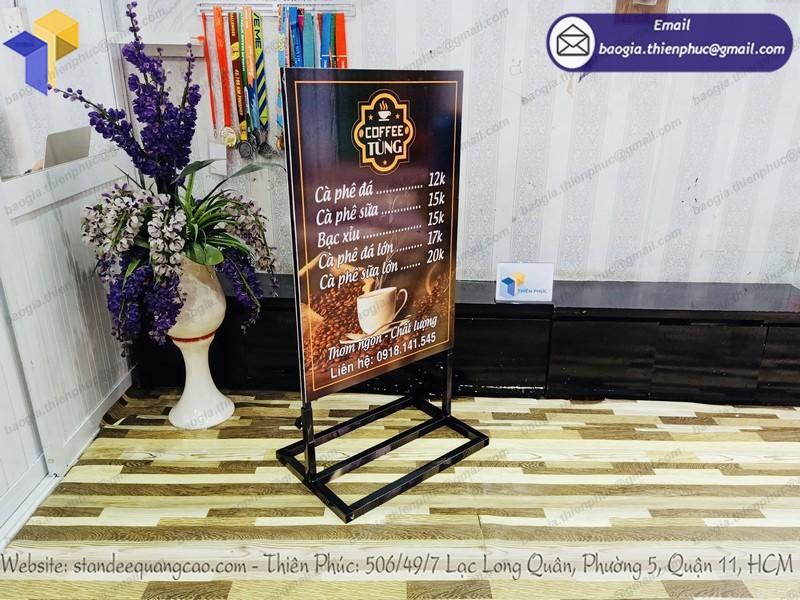 Email
baogia.thienphuc@gmail.com
COFFEE
TÙNG
Cà phê đá ............... 12k
Cà phê sữa ............. 15k
Bạc xỉu ................... 15k
Cà phê đá lớn ......... 17k
Cà phê sữa lớn ....... 20k
Thơm ngon - Chất lượng
Liên hệ: 0918.141.545
THIÊN PHÚC
Website: standeequangcao.com - Thiên Phúc: 506/49/7 Lạc Long Quân, Phường 5, Quận 11, HCM